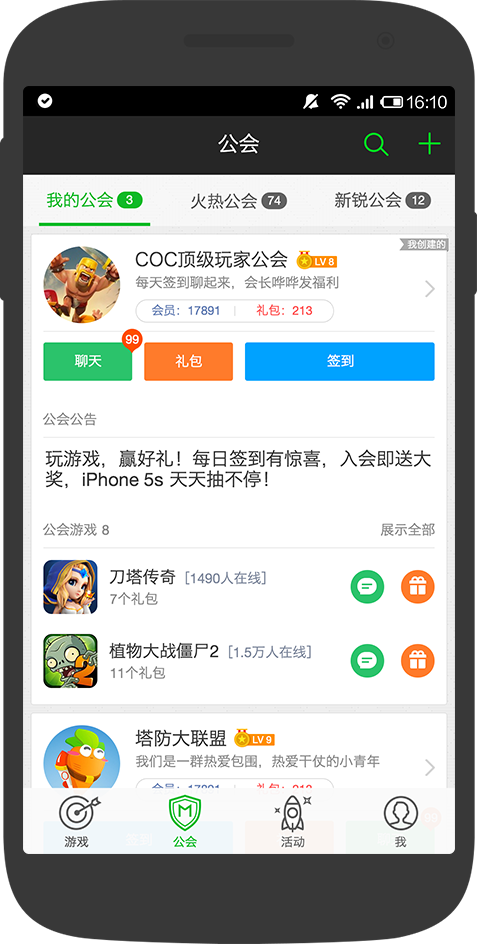 16:10
公会
我的公会 3
火热公会 74
新锐公会 12
我创建的
COC顶级玩家公会 LV 8
每天签到聊起来，会长哗哗发福利
会员：17891 礼包：213
99
聊天
礼包
签到
公会公告
玩游戏，赢好礼！每日签到有惊喜，入会即送大
奖，iPhone 5s 天天抽不停！
公会游戏 8
展示全部
刀塔传奇 [1490人在线]
7个礼包
植物大战僵尸2 [1.5万人在线]
11个礼包
2
塔防大联盟 LV 9
我们是一群热爱包围，热爱干仗的小青年
会员：17891 礼包：213
游戏
公会
活动
我